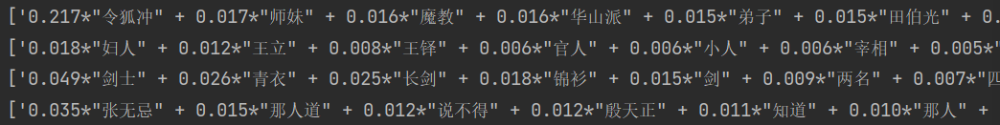 ['0.217*"令狐冲" + 0.017*"师妹" + 0.016*"魔教" + 0.016*"华山派" + 0.015*"弟子" + 0.015*"田伯光" + 0.
['0.018*"妇人" + 0.012*"王立" + 0.008*"王铎" + 0.006*"官人" + 0.006*"小人" + 0.006*"宰相" + 0.005*"
['0.049*"剑士" + 0.026*"青衣" + 0.025*"长剑" + 0.018*"锦衫" + 0.015*"剑" + 0.009*"两名" + 0.007*"四
['0.035*"张无忌" + 0.015*"那人道" + 0.012*"说不得" + 0.012*"殷天正" + 0.011*"知道" + 0.010*"那人" +